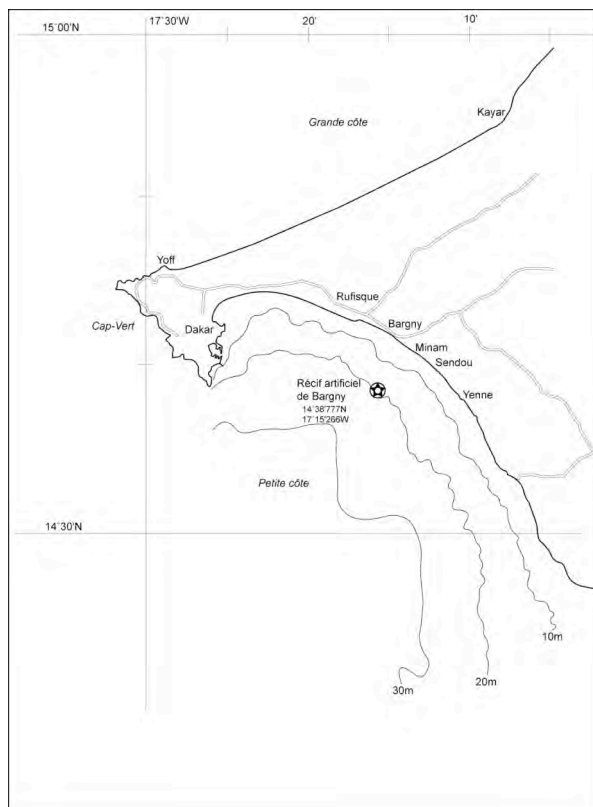 17˚30'W
20'
10'
15˚00'N
Kayar
Grande côte
Yoff
Rufisque
Bargny
Cap-Vert
Dakar
Minam
Sendou
Récif artificiel
de Bargny
14˚38'777N
17˚15'266W
Yenne
Petite côte
14˚30'N
10m
20m
30m